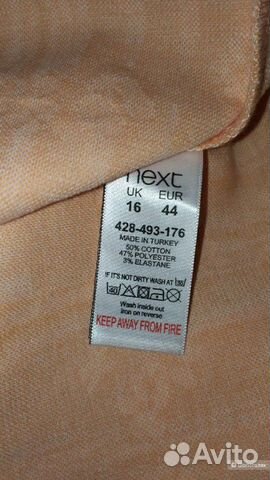 next
UK EUR
16 44
428-493-176
MADE IN TURKEY
50% COTTON
47% POLYESTER
3% ELASTANE
IF IT'S NOT DIRTY WASH AT 30
40
Wash inside out
iron on reverse
KEEP AWAY FROM FIRE
Avito